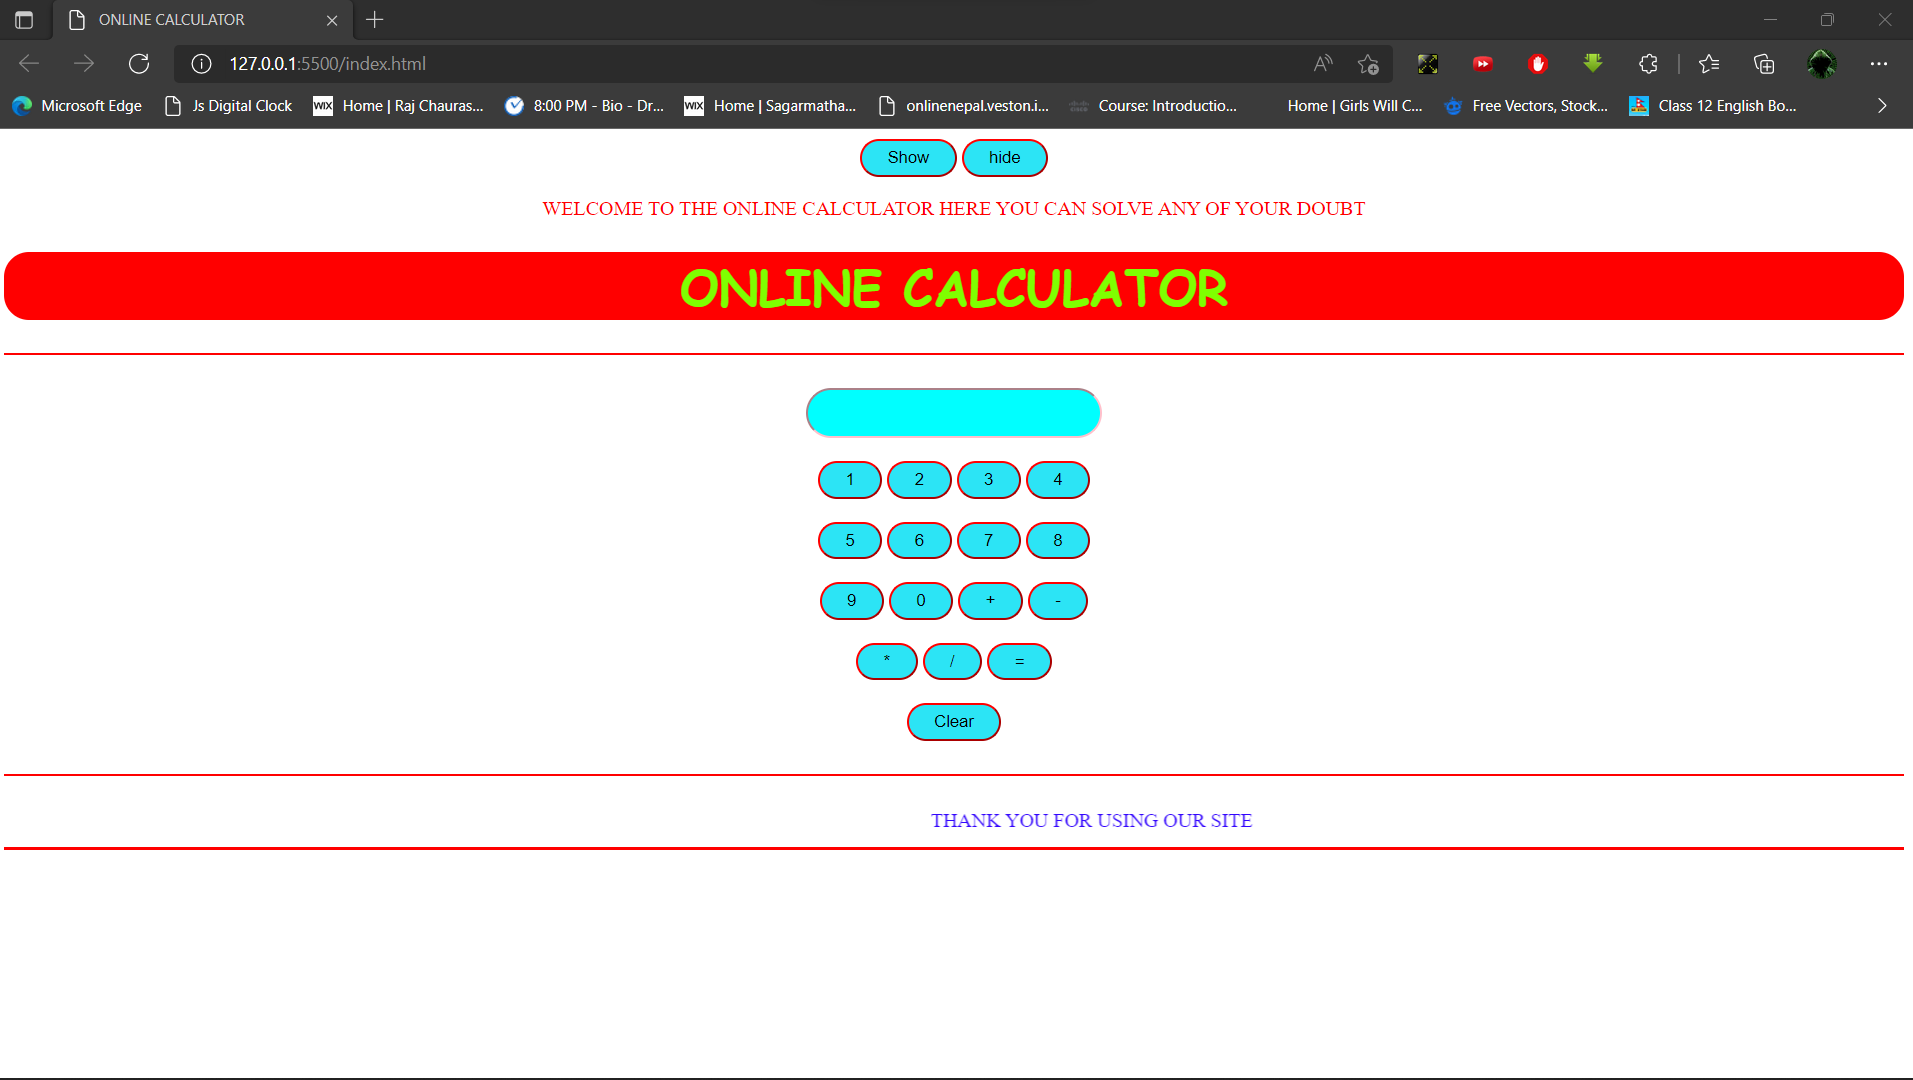 ONLINE CALCULATOR
127.0.0.1:5500/index.html
Microsoft Edge Js Digital Clock WIX Home | Raj Chauras... 8:00 PM - Bio - Dr... WIX Home | Sagarmatha... onlinenepal.veston.i... Course: Introductio... Home | Girls Will C... Free Vectors, Stock... Class 12 English Bo...
Show hide
WELCOME TO THE ONLINE CALCULATOR HERE YOU CAN SOLVE ANY OF YOUR DOUBT
ONLINE CALCULATOR
1 2 3 4
5 6 7 8
9 0 + -
* / =
Clear
THANK YOU FOR USING OUR SITE